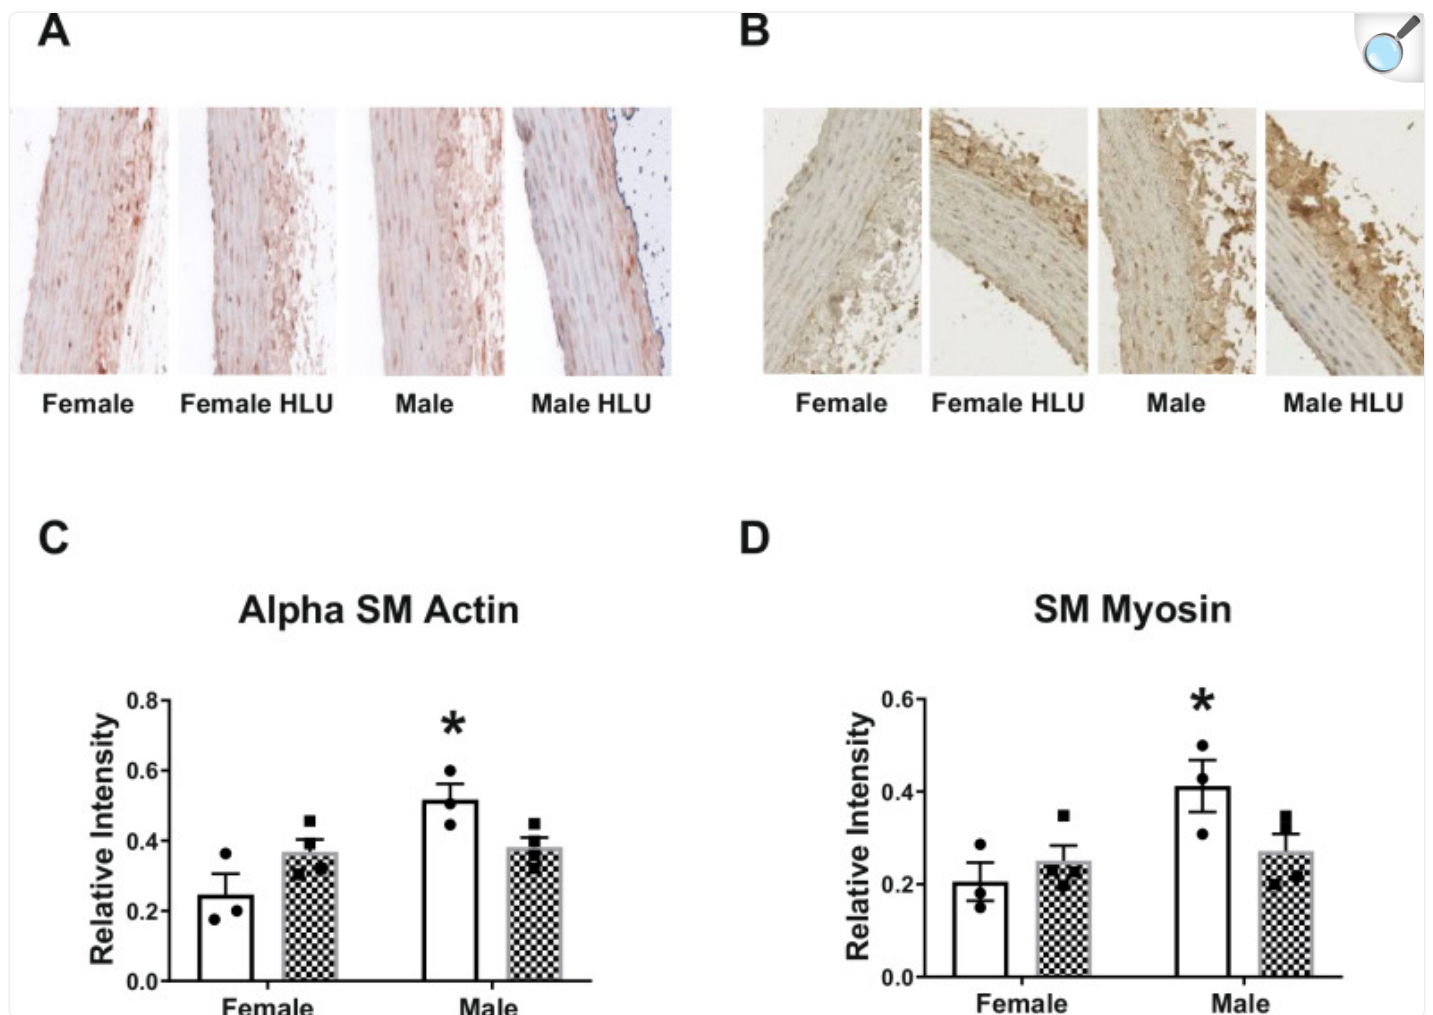 A
B
Female
Female HLU
Male
Male HLU
Female
Female HLU
Male
Male HLU
C
D
Alpha SM Actin
SM Myosin
Relative Intensity
0.8
0.6
0.4
0.2
0.0
*
Female
Male
Relative Intensity
0.6
0.4
0.2
0.0
*
Female
Male